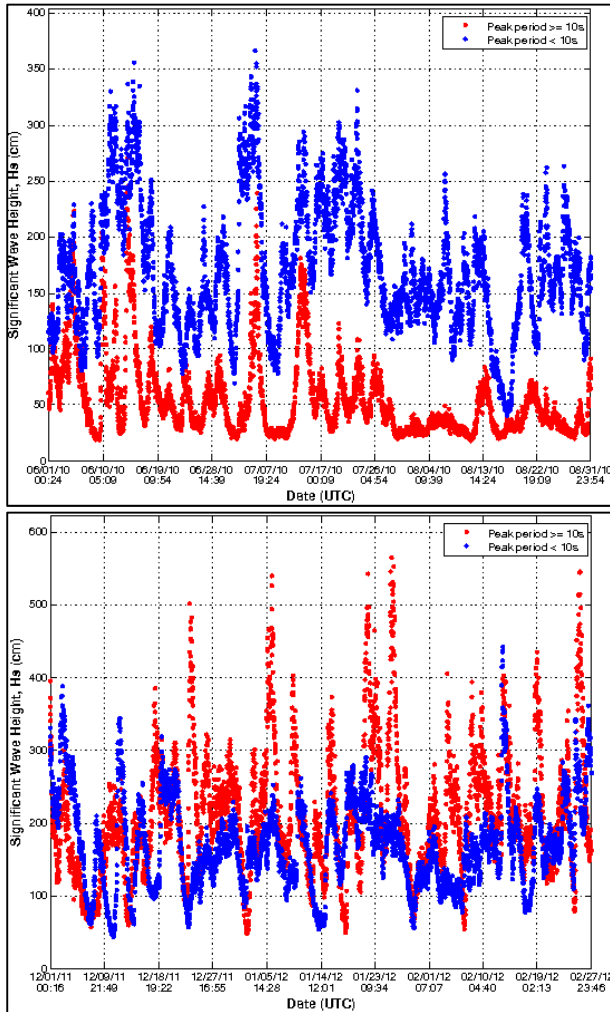 400
Peak period >= 10s
Peak period < 10s
350
300
250
200
150
100
50
0
Significant Wave Height, Hs (cm)
06/01/10 06/10/10 06/19/10 06/28/10 07/07/10 07/17/10 07/26/10 08/04/10 08/13/10 08/22/10 08/31/10
00:24 05:09 09:54 14:39 19:24 00:09 04:54 09:39 14:24 19:09 23:54
Date (UTC)
600
Peak period >= 10s
Peak period < 10s
500
400
300
200
100
0
Significant Wave Height, Hs (cm)
12/01/11 12/09/11 12/18/11 12/27/11 01/05/12 01/14/12 01/23/12 02/01/12 02/10/12 02/19/12 02/27/12
00:16 21:49 19:22 16:55 14:28 12:01 09:34 07:07 04:40 02:13 23:46
Date (UTC)